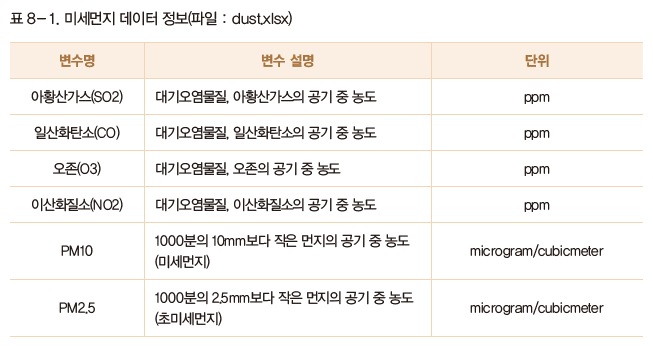 표 8-1. 미세먼지 데이터 정보(파일 : dust.xlsx)
변수명 변수 설명 단위
아황산가스(SO2) 대기오염물질, 아황산가스의 공기 중 농도 ppm
일산화탄소(CO) 대기오염물질, 일산화탄소의 공기 중 농도 ppm
오존(O3) 대기오염물질, 오존의 공기 중 농도 ppm
이산화질소(NO2) 대기오염물질, 이산화질소의 공기 중 농도 ppm
PM10 1000분의 10mm보다 작은 먼지의 공기 중 농도 microgram/cubicmeter
(미세먼지)
PM2.5 1000분의 2.5mm보다 작은 먼지의 공기 중 농도 microgram/cubicmeter
(초미세먼지)